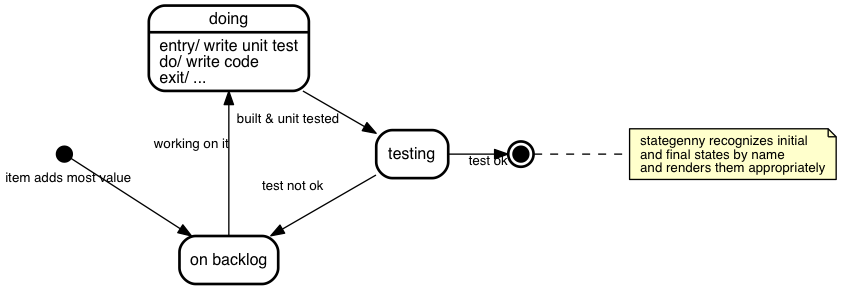 doing
entry/ write unit test
do/ write code
exit/ ...
built & unit tested
working on it
testing
test ok
stategenny recognizes initial
and final states by name
and renders them appropriately
item adds most value
test not ok
on backlog